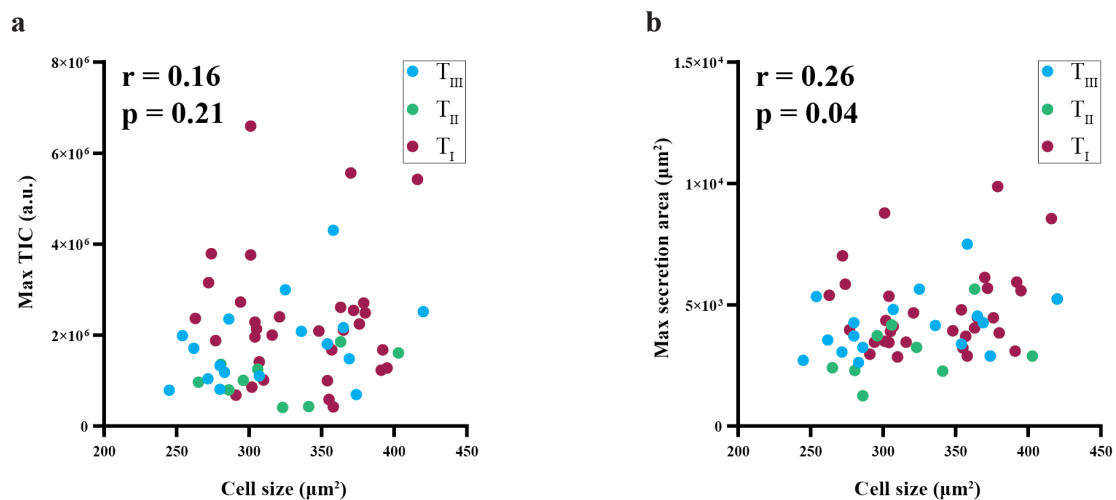 a
r = 0.16
p = 0.21
T_III
T_II
T_I
8×10⁶
6×10⁶
4×10⁶
2×10⁶
0
Max TIC (a.u.)
200 250 300 350 400 450
Cell size (µm²)
b
r = 0.26
p = 0.04
T_III
T_II
T_I
1.5×10⁴
1×10⁴
5×10³
0
Max secretion area (µm²)
200 250 300 350 400 450
Cell size (µm²)